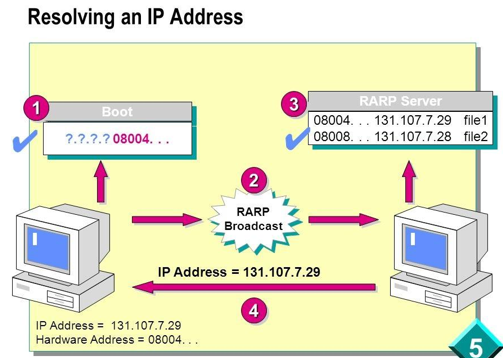 Resolving an IP Address
1
Boot
?.?.?.? 08004. . .
3
RARP Server
08004. . . 131.107.7.29 file1
08008. . . 131.107.7.28 file2
2
RARP
Broadcast
IP Address = 131.107.7.29
4
IP Address = 131.107.7.29
Hardware Address = 08004. . .
5